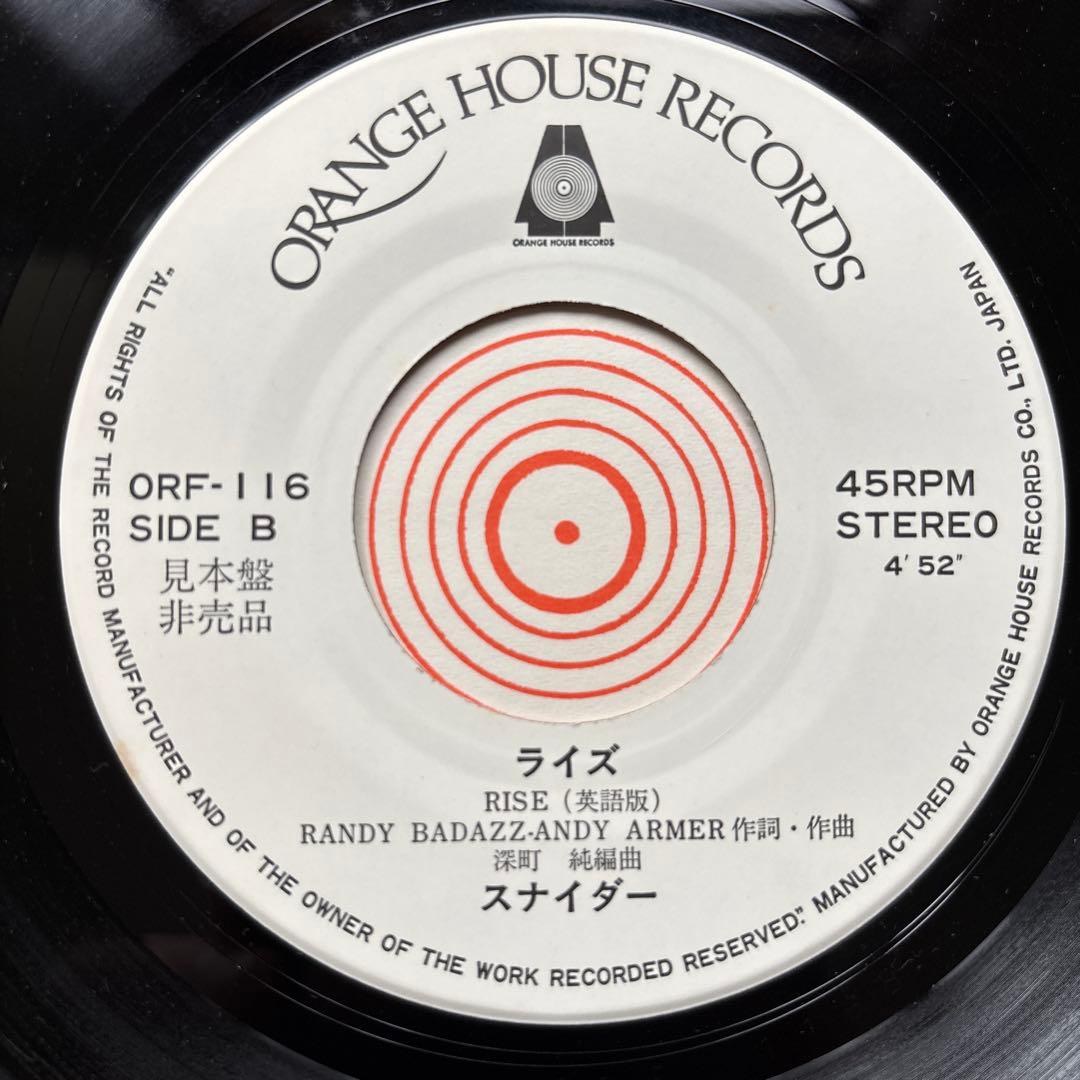 ORANGE HOUSE RECORDS
ORANGE HOUSE RECORDS
ORF-116
SIDE B
見本盤
非売品
45RPM
STEREO
4′52″
ライズ
RISE（英語版）
RANDY BADAZZ-ANDY ARMER 作詞・作曲
深町 純編曲
スナイダー
"ALL RIGHTS OF THE RECORD MANUFACTURER AND OF THE OWNER OF THE WORK RECORDED RESERVED." MANUFACTURED BY ORANGE HOUSE RECORDS CO., LTD. JAPAN